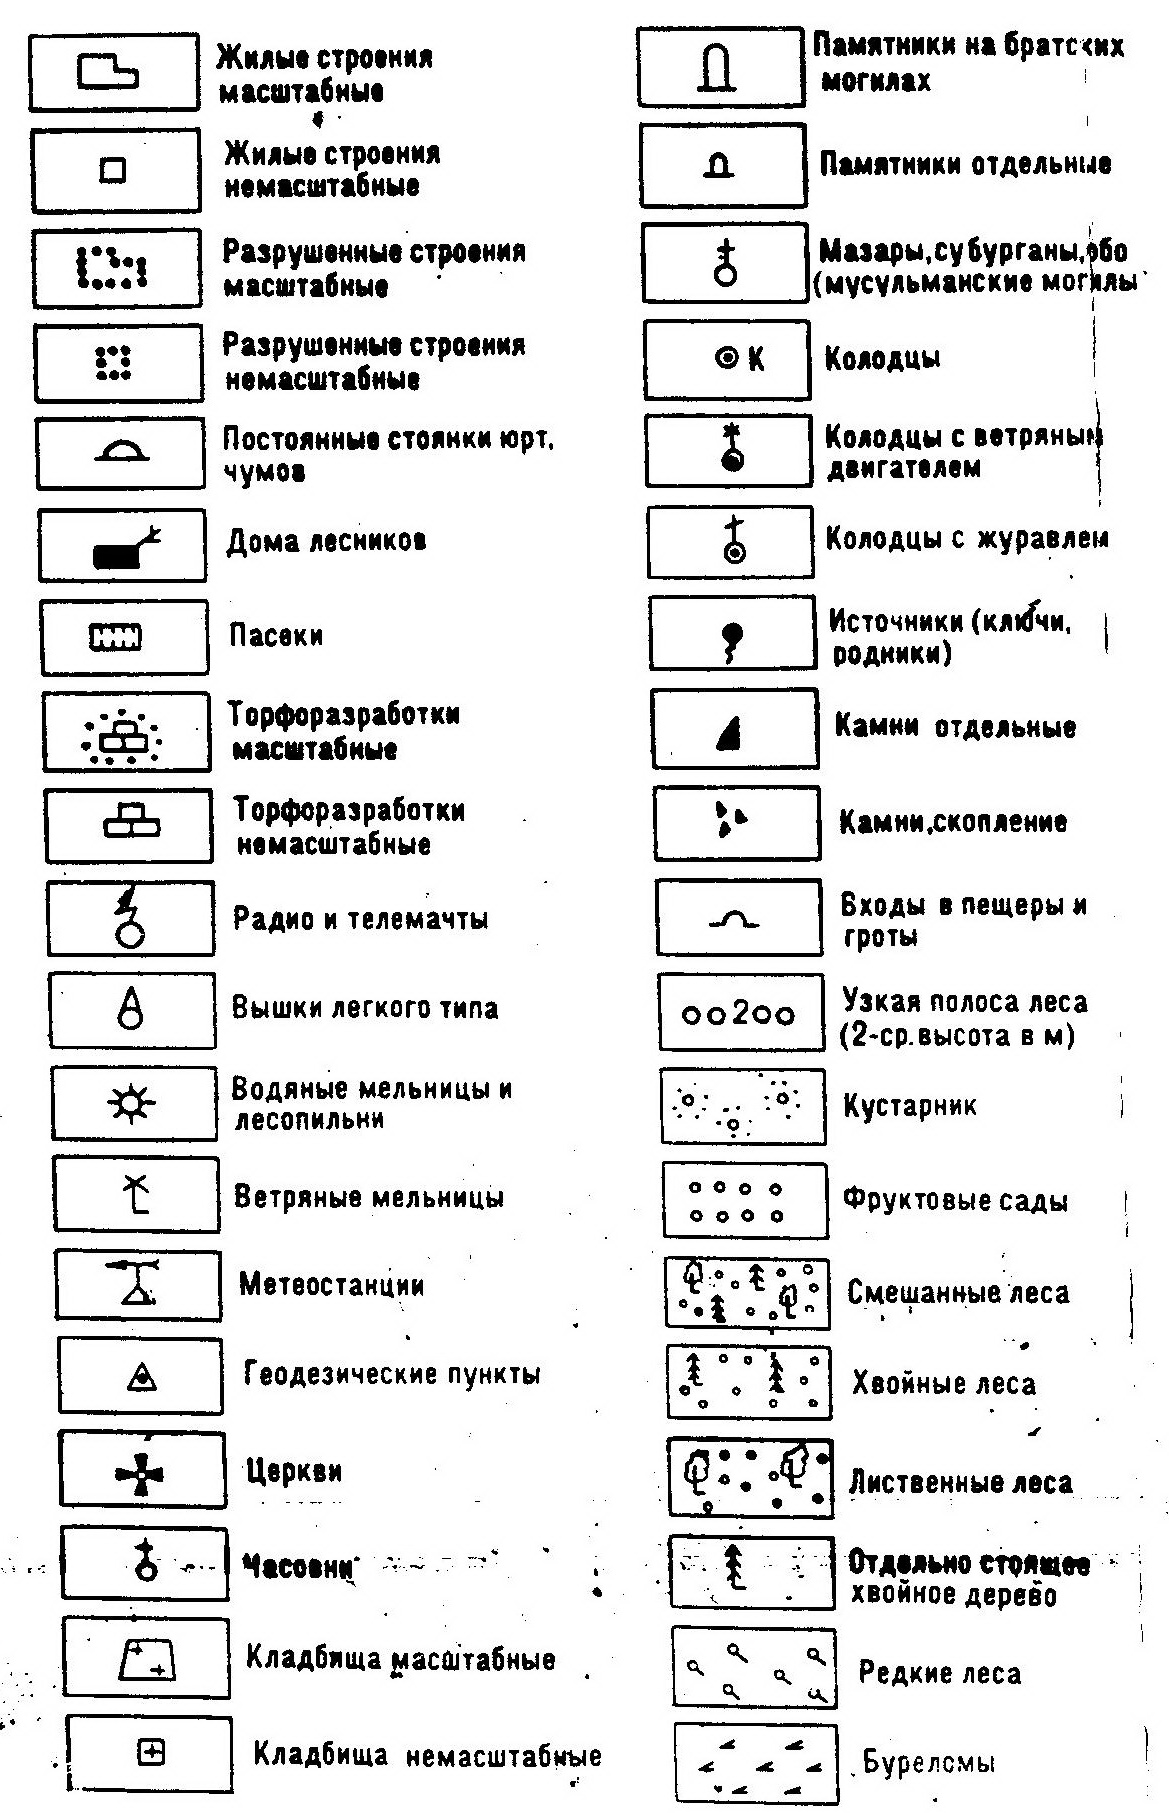 Жилые строения
масштабные
Жилые строения
немасштабные
Разрушенные строения
масштабные
Разрушенные строения
немасштабные
Постоянные стоянки юрт,
чумов
Дома лесников
Пасеки
Торфоразработки
масштабные
Торфоразработки
немасштабные
Радио и телемачты
Вышки легкого типа
Водяные мельницы и
лесопильни
Ветряные мельницы
Метеостанции
Геодезические пункты
Церкви
Часовни
Кладбища масштабные
Кладбища немасштабные
Памятники на братских
могилах
Памятники отдельные
Мазары, субурганы, обо
(мусульманские могилы
К
Колодцы
Колодцы с ветряным
двигателем
Колодцы с журавлем
Источники (ключи,
родники)
Камни отдельные
Камни, скопление
Входы в пещеры и
гроты
2
Узкая полоса леса
(2-ср. высота в м)
Кустарник
Фруктовые сады
Смешанные леса
Хвойные леса
Лиственные леса
Отдельно стоящее
хвойное дерево
Редкие леса
Буреломы